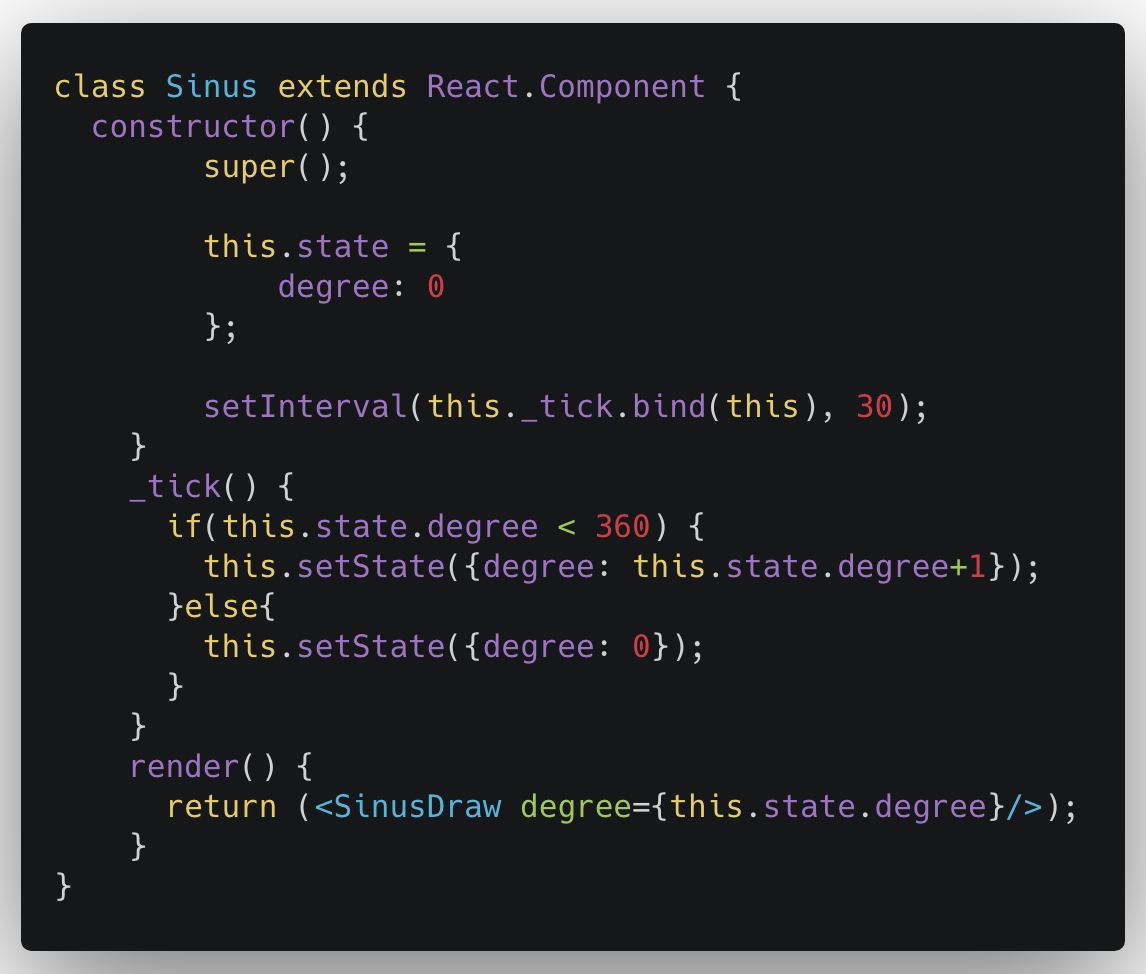 class Sinus extends React.Component {
  constructor() {
        super();

        this.state = {
            degree: 0
        };

        setInterval(this._tick.bind(this), 30);
    }
    _tick() {
      if(this.state.degree < 360) {
        this.setState({degree: this.state.degree+1});
      }else{
        this.setState({degree: 0});
      }
    }
    render() {
      return (<SinusDraw degree={this.state.degree}/>);
    }
}